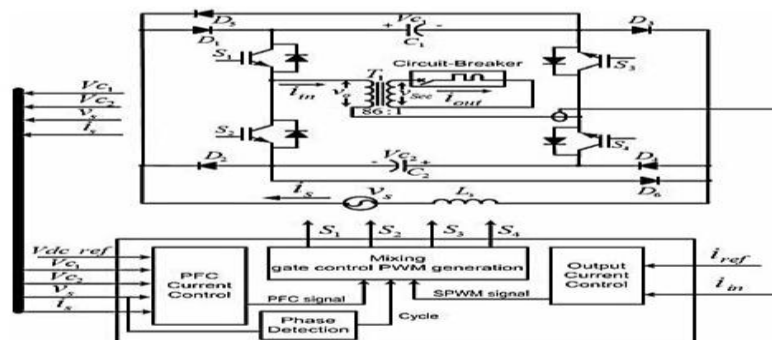 D5
Vc1
D3
D1
+ -
C1
S1
Circuit-Breaker
S3
Vc1
T1
Vc2
iin
vo
vSec
iout
vs
86:1
is
S2
S4
D2
- Vc2 +
D4
C2
D6
is
vs
Ls
S1 S2 S3 S4
Vdc_ref
Vc1
Vc2
vs
is
PFC
Current
Control
Mixing
gate control PWM generation
Output
Current
Control
iref
iin
PFC signal
SPWM signal
Cycle
Phase
Detection